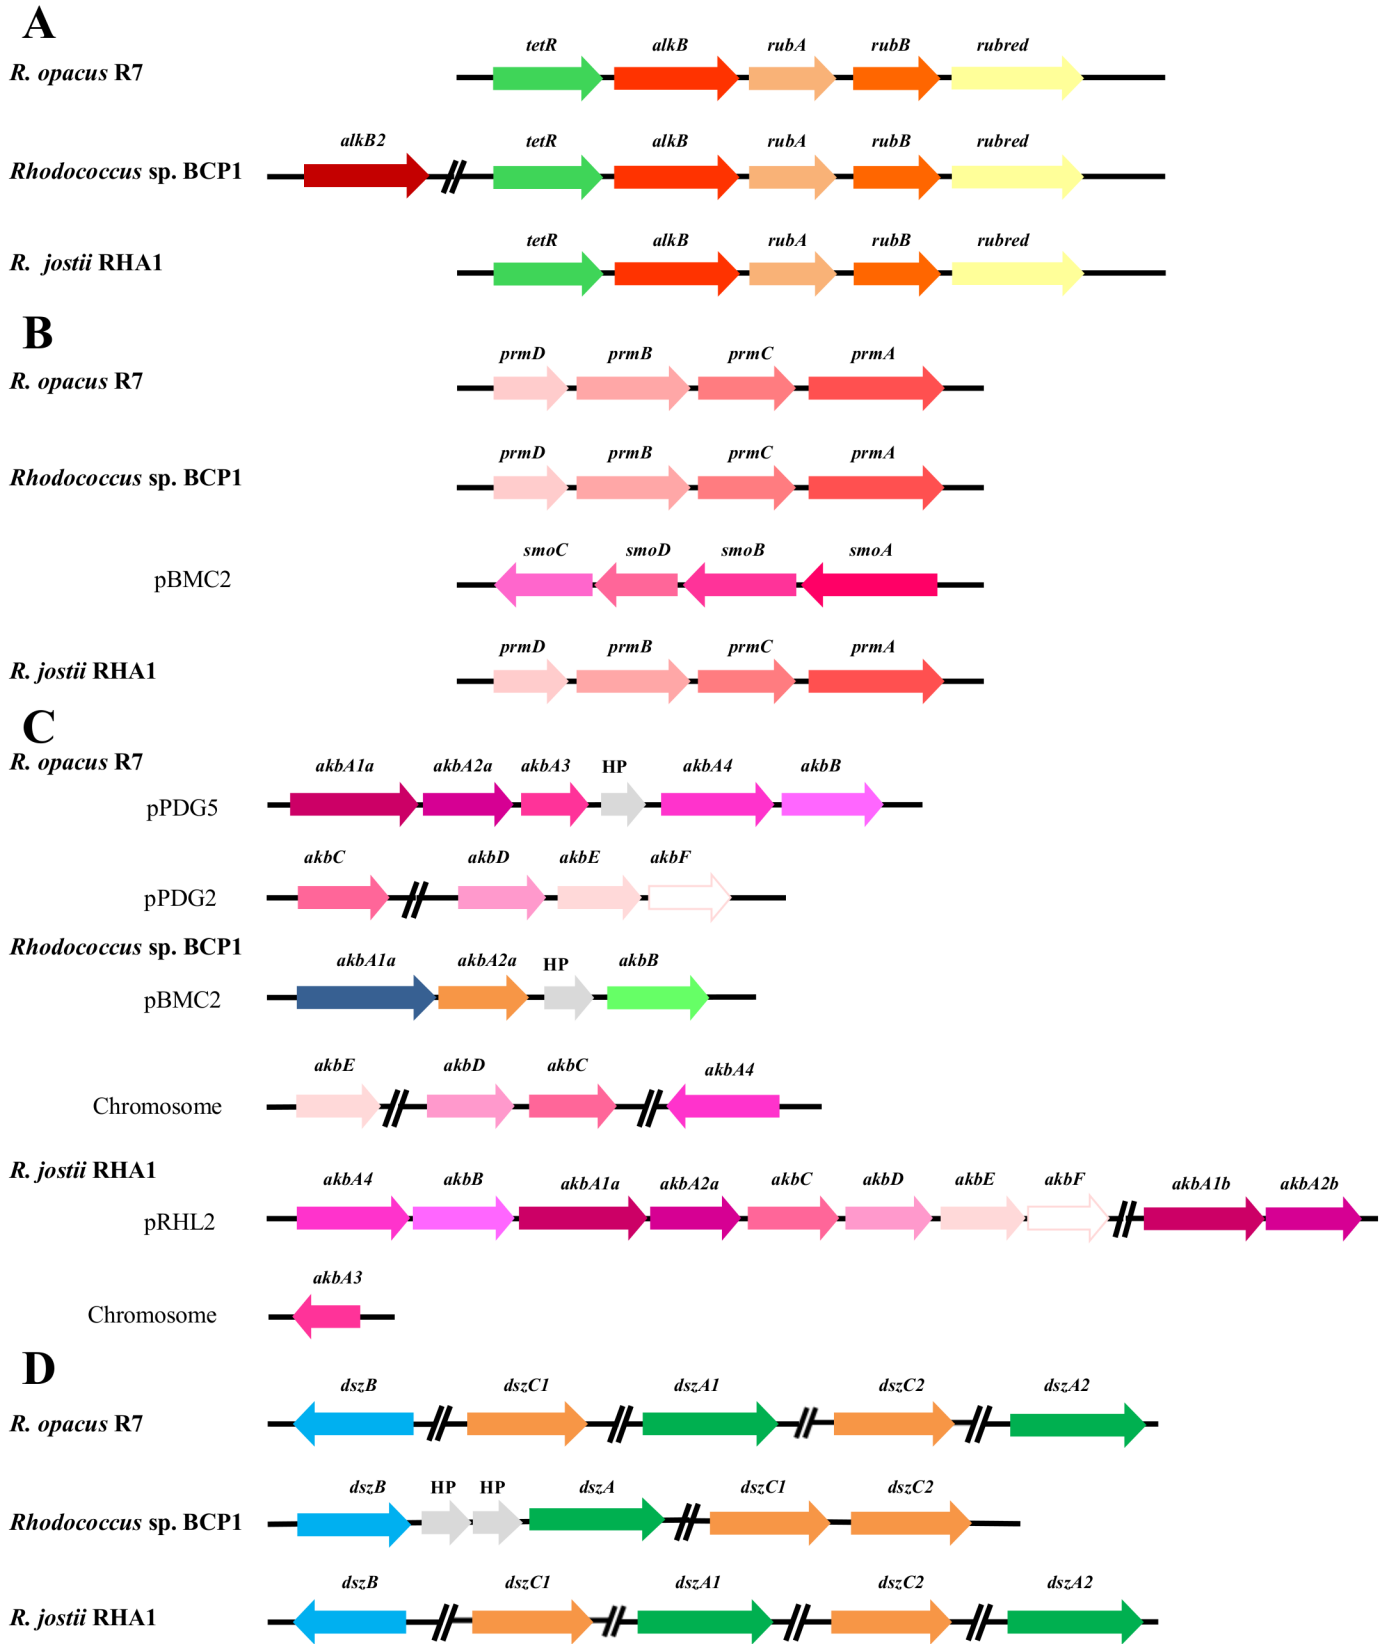 A
tetR alkB rubA rubB rubred
R. opacus R7
alkB2 tetR alkB rubA rubB rubred
Rhodococcus sp. BCP1
tetR alkB rubA rubB rubred
R. jostii RHA1
B
prmD prmB prmC prmA
R. opacus R7
prmD prmB prmC prmA
Rhodococcus sp. BCP1
smoC smoD smoB smoA
pBMC2
prmD prmB prmC prmA
R. jostii RHA1
C
R. opacus R7
akbA1a akbA2a akbA3 HP akbA4 akbB
pPDG5
akbC akbD akbE akbF
pPDG2
Rhodococcus sp. BCP1
akbA1a akbA2a HP akbB
pBMC2
akbE akbD akbC akbA4
Chromosome
R. jostii RHA1
akbA4 akbB akbA1a akbA2a akbC akbD akbE akbF akbA1b akbA2b
pRHL2
akbA3
Chromosome
D
dszB dszC1 dszA1 dszC2 dszA2
R. opacus R7
dszB HP HP dszA dszC1 dszC2
Rhodococcus sp. BCP1
dszB dszC1 dszA1 dszC2 dszA2
R. jostii RHA1